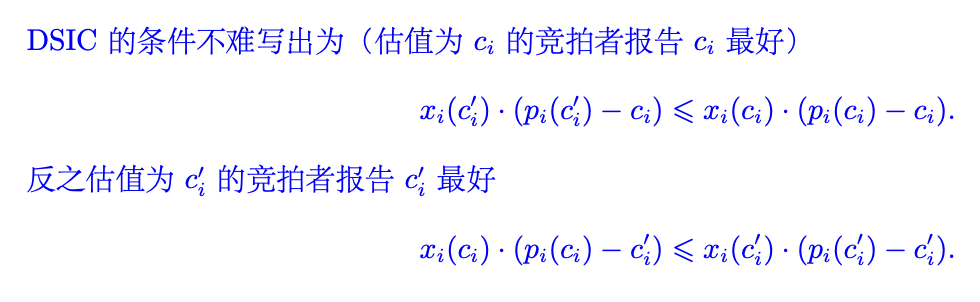 DSIC 的条件不难写出为（估值为 $c_i$ 的竞拍者报告 $c_i$ 最好）
$x_i(c_i') \cdot (p_i(c_i') - c_i) \leqslant x_i(c_i) \cdot (p_i(c_i) - c_i).$
反之估值为 $c_i'$ 的竞拍者报告 $c_i'$ 最好
$x_i(c_i) \cdot (p_i(c_i) - c_i') \leqslant x_i(c_i') \cdot (p_i(c_i') - c_i').$